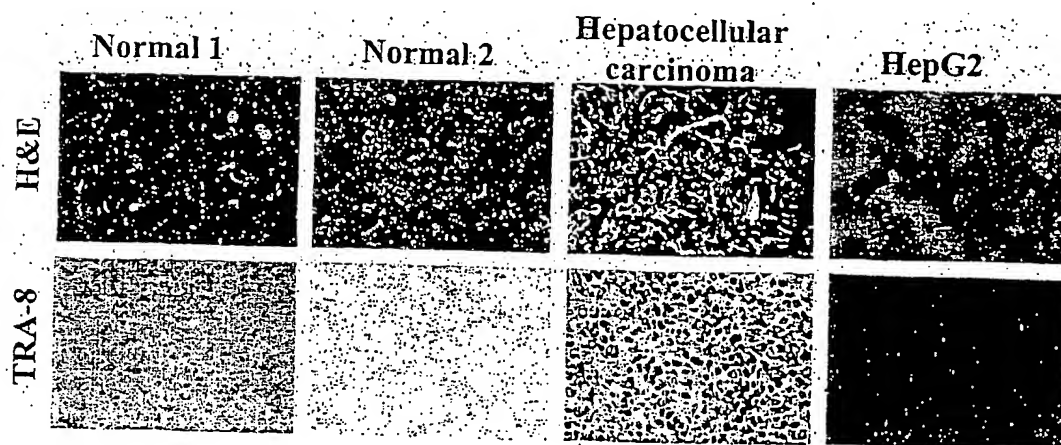 Normal 1
Normal 2
Hepatocellular
carcinoma
HepG2
H&E
TRA-8